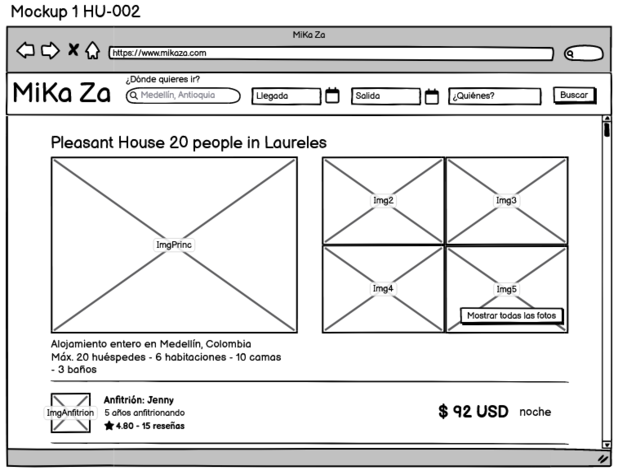 Mockup 1 HU-002
MiKa Za
https://www.mikaza.com
MiKa Za
¿Dónde quieres ir?
Medellín, Antioquia
Llegada
Salida
¿Quiénes?
Buscar
Pleasant House 20 people in Laureles
ImgPrinc
Img2
Img3
Img4
Img5
Mostrar todas las fotos
Alojamiento entero en Medellín, Colombia
Máx. 20 huéspedes - 6 habitaciones - 10 camas
- 3 baños
ImgAnfitrion
Anfitrión: Jenny
5 años anfitrionando
4.80 - 15 reseñas
$ 92 USD noche